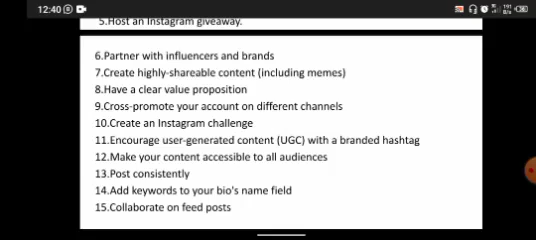 12:40
5.Host an Instagram giveaway.
6.Partner with influencers and brands
7.Create highly-shareable content (including memes)
8.Have a clear value proposition
9.Cross-promote your account on different channels
10.Create an Instagram challenge
11.Encourage user-generated content (UGC) with a branded hashtag
12.Make your content accessible to all audiences
13.Post consistently
14.Add keywords to your bio's name field
15.Collaborate on feed posts